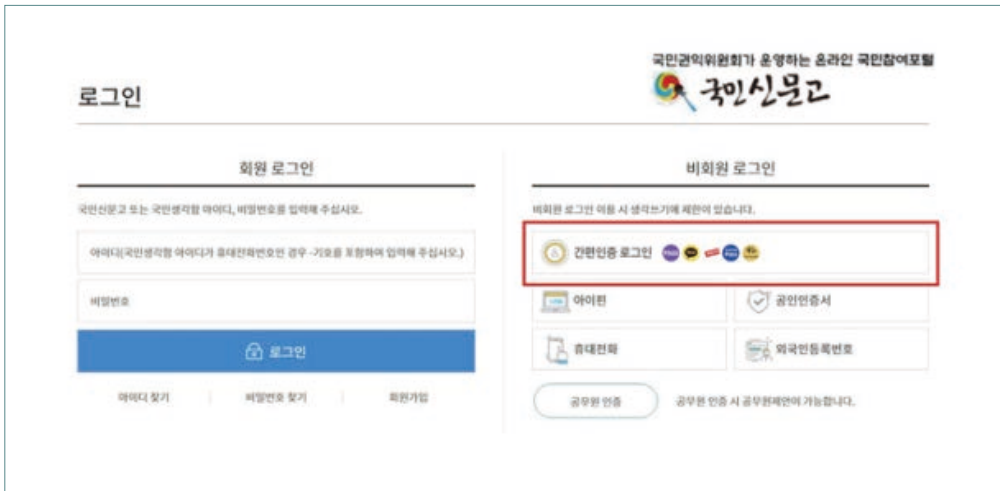 국민권익위원회가 운영하는 온라인 국민참여포털
국민신문고
로그인
회원 로그인
국민신문고 또는 국민생각함 아이디, 비밀번호를 입력해 주십시오.
아이디(국민생각함 아이디가 휴대전화번호인 경우 -기호를 포함하여 입력해 주십시오.)
비밀번호
로그인
아이디 찾기
비밀번호 찾기
회원가입
비회원 로그인
비회원 로그인 이용 시 생각쓰기에 제한이 있습니다.
간편인증 로그인
아이핀
공인인증서
휴대전화
외국인등록번호
공무원 인증
공무원 인증 시 공무원제안이 가능합니다.